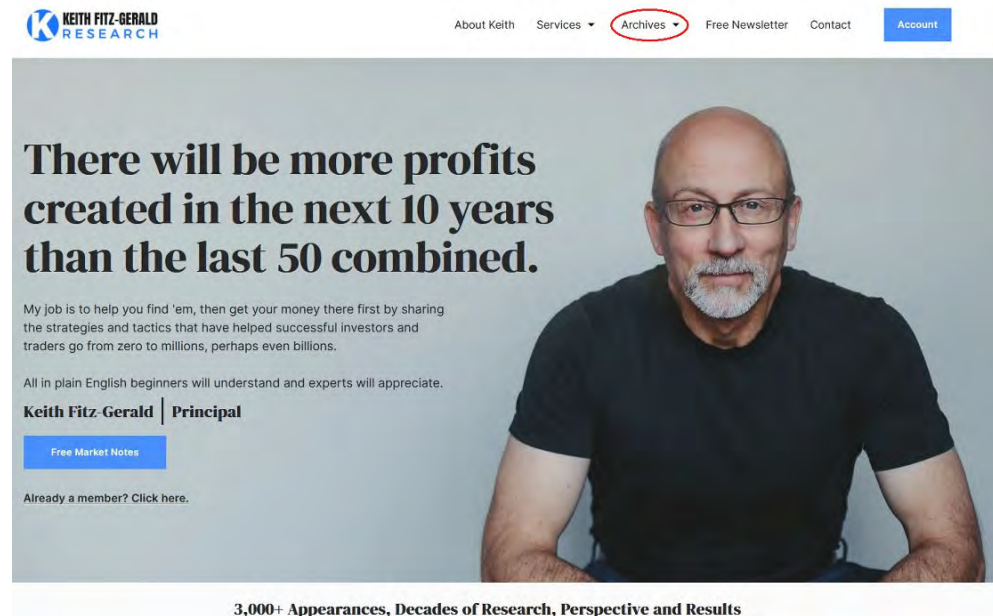 KEITH FITZ-GERALD
RESEARCH
About Keith Services Archives Free Newsletter Contact Account
There will be more profits
created in the next 10 years
than the last 50 combined.
My job is to help you find 'em, then get your money there first by sharing
the strategies and tactics that have helped successful investors and
traders go from zero to millions, perhaps even billions.
All in plain English beginners will understand and experts will appreciate.
Keith Fitz-Gerald | Principal
Free Market Notes
Already a member? Click here.
3,000+ Appearances, Decades of Research, Perspective and Results